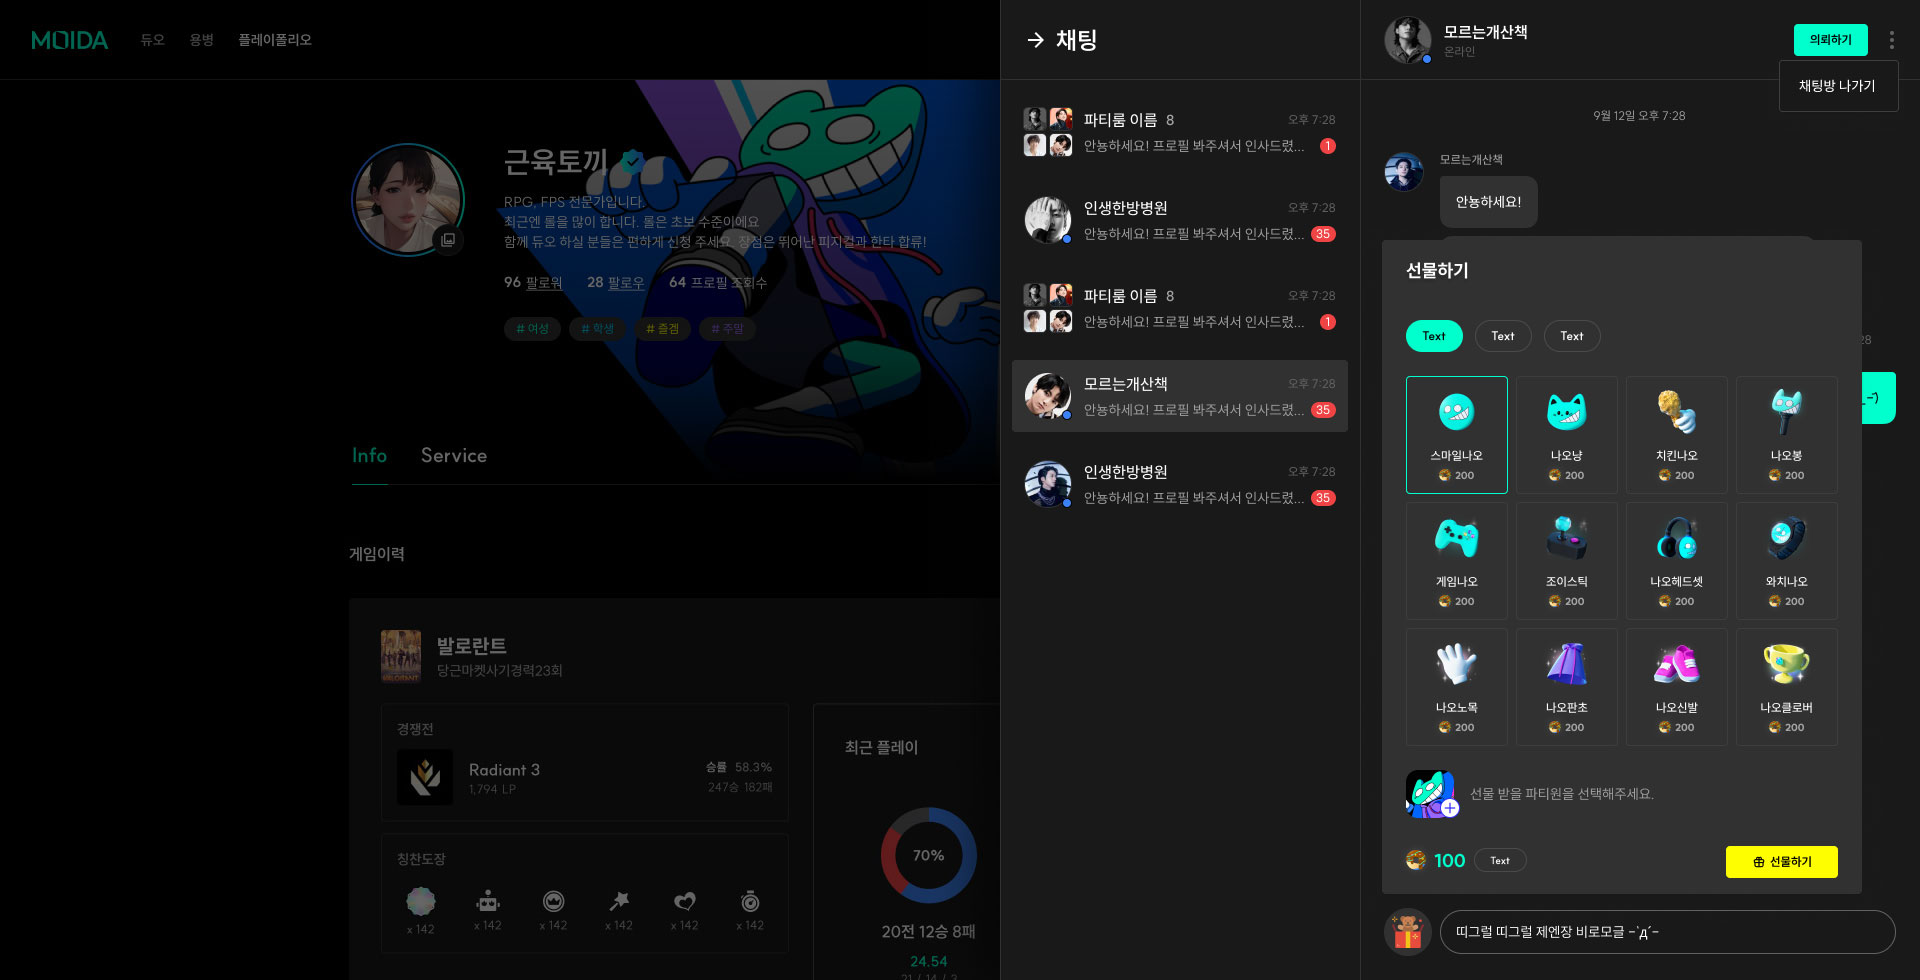 MOIDA
듀오
용병
플레이폴리오
근육토끼
RPG, FPS 전문가입니다.
최근엔 롤을 많이 합니다. 롤은 초보 수준이에요
함께 듀오 하실 분들은 편하게 신청 주세요. 장점은 뛰어난 피지컬과 한타 합류!
96 팔로워
28 팔로우
64 프로필 조회수
# 여성
# 학생
# 즐겜
# 주말
Info
Service
게임이력
발로란트
당근마켓사기경력23회
경쟁전
Radiant 3
1,794 LP
승률 58.3%
247승 182패
칭찬도장
x 142
x 142
x 142
x 142
x 142
x 142
최근 플레이
70%
20전 12승 8패
24.54
21 / 14 / 3
채팅
파티룸 이름 8
오후 7:28
안뇽하세요! 프로필 봐주셔서 인사드렸...
1
인생한방병원
오후 7:28
안뇽하세요! 프로필 봐주셔서 인사드렸...
35
파티룸 이름 8
오후 7:28
안뇽하세요! 프로필 봐주셔서 인사드렸...
1
모르는개산책
오후 7:28
안뇽하세요! 프로필 봐주셔서 인사드렸...
35
인생한방병원
오후 7:28
안뇽하세요! 프로필 봐주셔서 인사드렸...
35
모르는개산책
온라인
의뢰하기
채팅방 나가기
9월 12일 오후 7:28
모르는개산책
안뇽하세요!
28
_-)
선물하기
Text
Text
Text
스마일나오
200
나오냥
200
치킨나오
200
나오봉
200
게임나오
200
조이스틱
200
나오헤드셋
200
와치나오
200
나오노목
200
나오판초
200
나오신발
200
나오클로버
200
선물 받을 파티원을 선택해주세요.
100
Text
선물하기
띠그럴 띠그럴 제엔장 비로모글 -`д´-